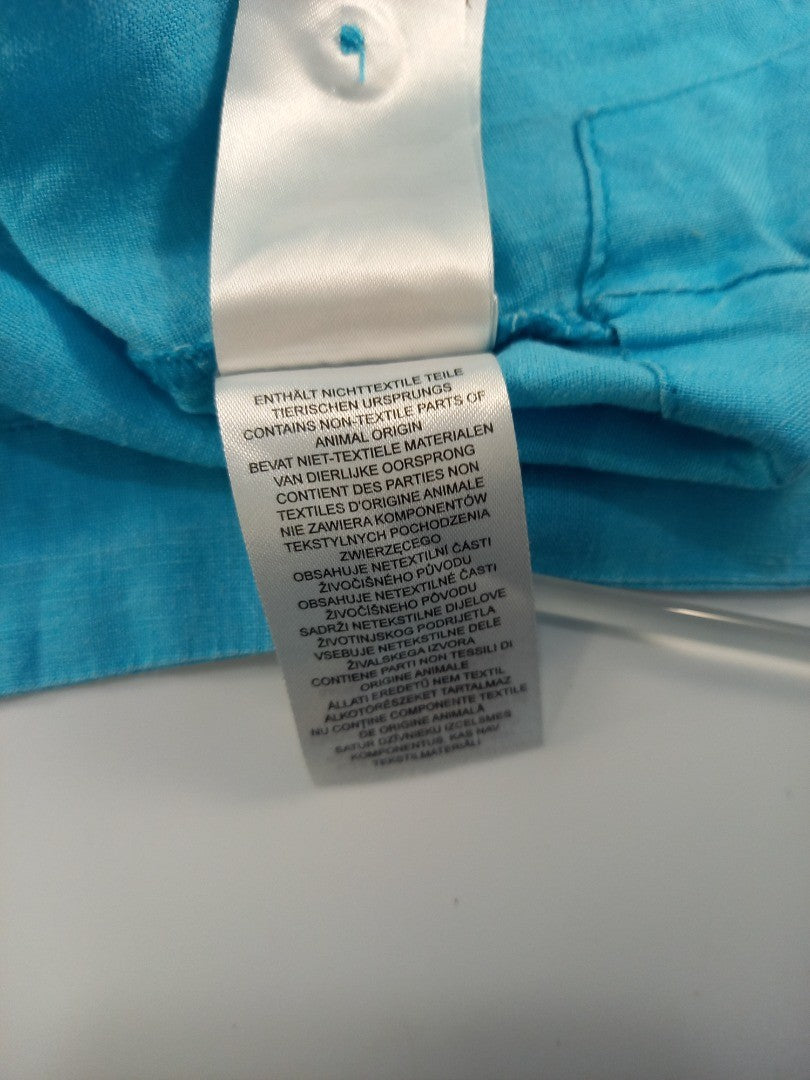 ENTHÄLT NICHTTEXTILE TEILE
TIERISCHEN URSPRUNGS
CONTAINS NON-TEXTILE PARTS OF
ANIMAL ORIGIN
BEVAT NIET-TEXTIELE MATERIALEN
VAN DIERLIJKE OORSPRONG
CONTIENT DES PARTIES NON
TEXTILES D'ORIGINE ANIMALE
NIE ZAWIERA KOMPONENTÓW
TEKSTYLNYCH POCHODZENIA
ZWIERZĘCEGO
OBSAHUJE NETEXTILNÍ ČÁSTI
ŽIVOČIŠNÉHO PŮVODU
OBSAHUJE NETEXTILNÉ ČASTI
ŽIVOČÍŠNEHO PÔVODU
SADRŽI NETEKSTILNE DIJELOVE
ŽIVOTINJSKOG PODRIJETLA
VSEBUJE NETEKSTILNE DELE
ŽIVALSKEGA IZVORA
CONTIENE PARTI NON TESSILI DI
ORIGINE ANIMALE
ÁLLATI EREDETŰ NEM TEXTIL
ALKOTÓRÉSZEKET TARTALMAZ
NU CONȚINE COMPONENTE TEXTILE
DE ORIGINE ANIMALĂ
SATUR DZĪVNIEKU IZCELSMES
KOMPONENTUS, KAS NAV
TEKSTILMATERIĀLI